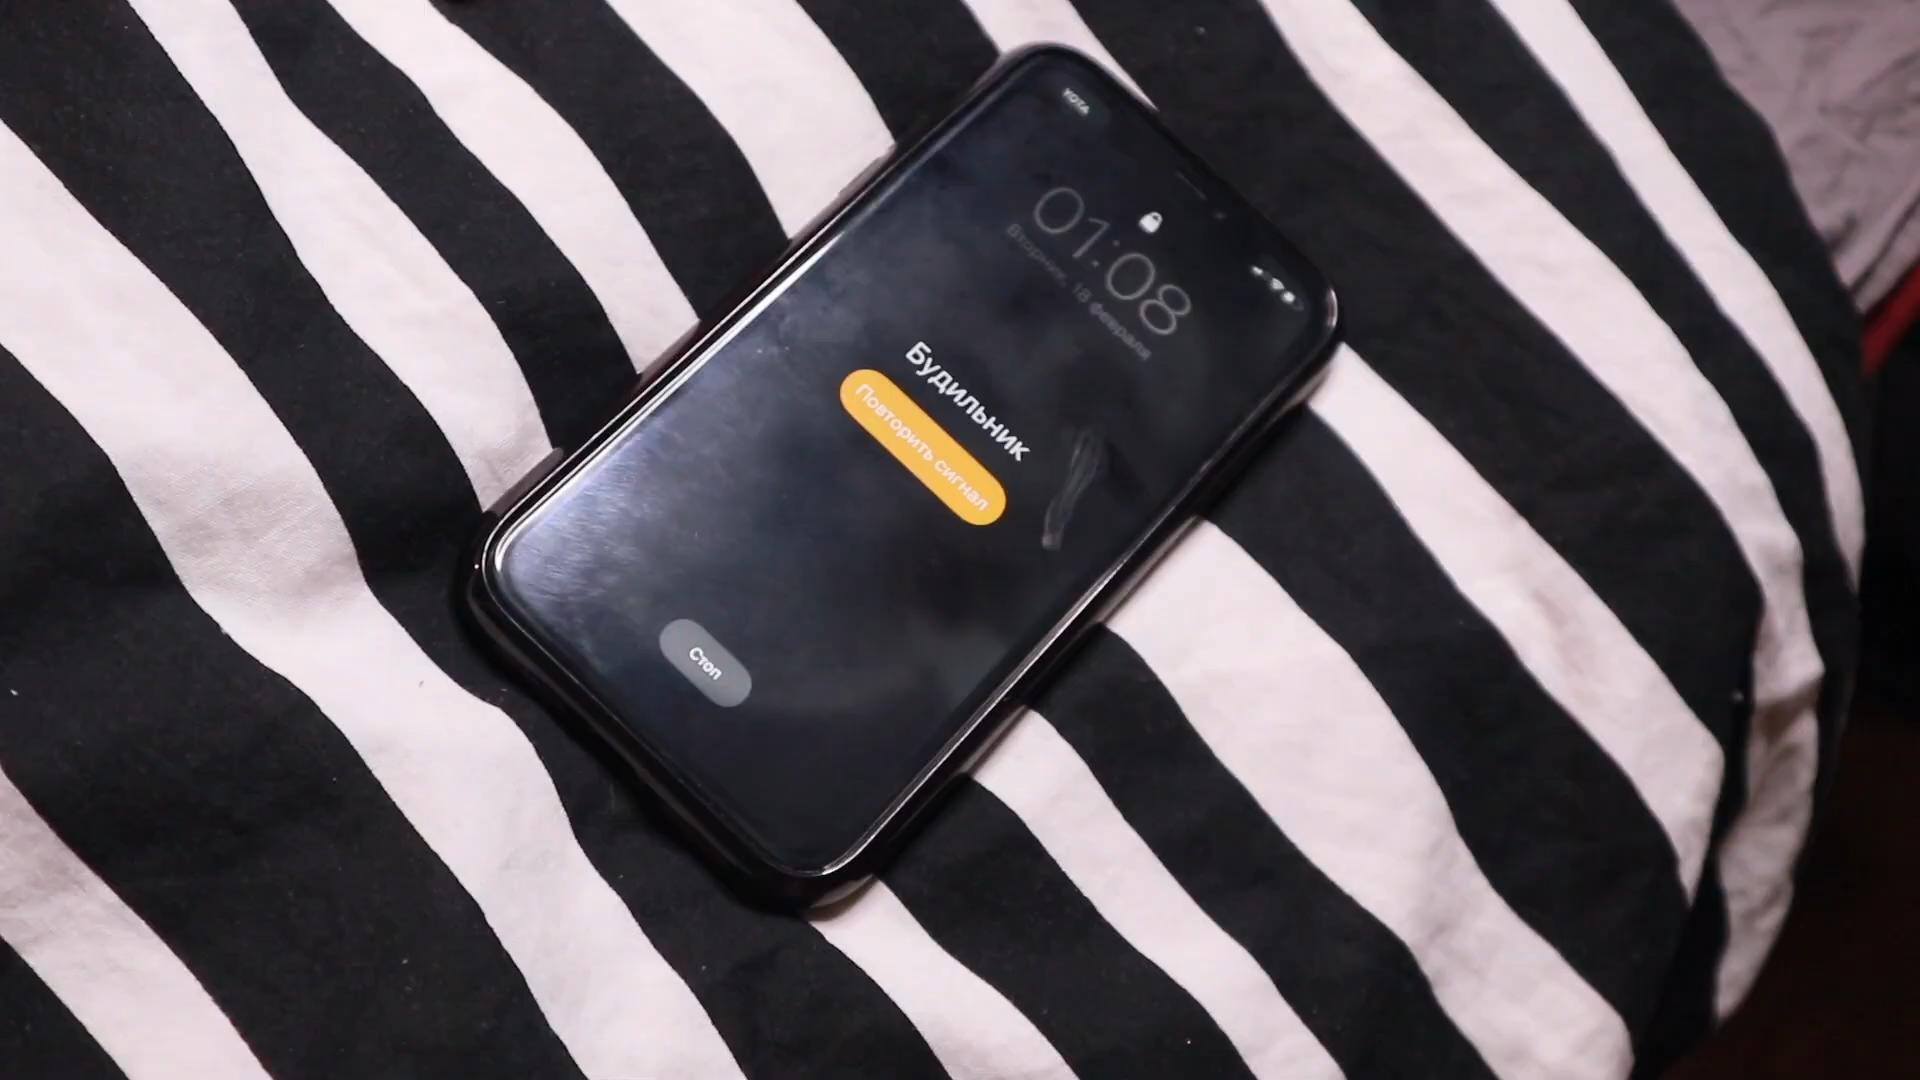 YOTA
01:08
Вторник, 18 февраля
Будильник
Повторить сигнал
Стоп